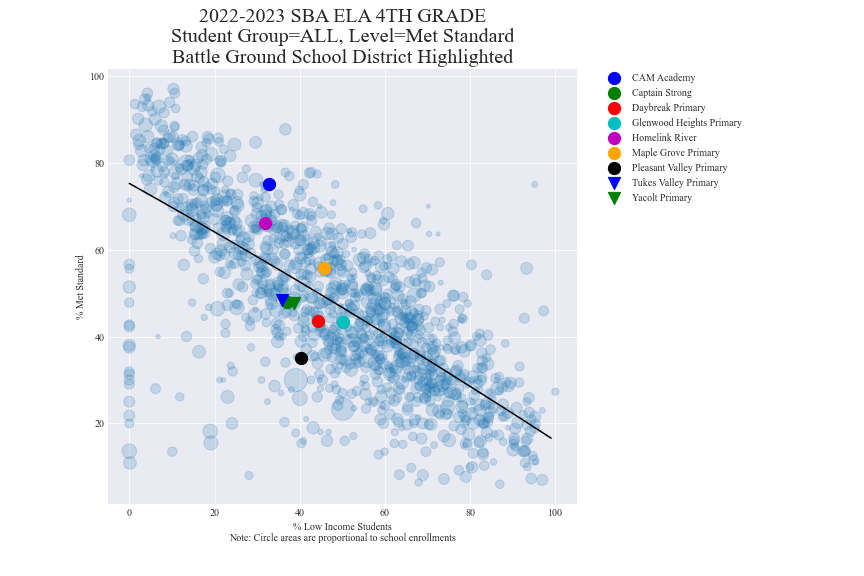 2022-2023 SBA ELA 4TH GRADE
Student Group=ALL, Level=Met Standard
Battle Ground School District Highlighted
100
80
60
40
20
% Met Standard
0
20
40
60
80
100
% Low Income Students
Note: Circle areas are proportional to school enrollments
CAM Academy
Captain Strong
Daybreak Primary
Glenwood Heights Primary
Homelink River
Maple Grove Primary
Pleasant Valley Primary
Tukes Valley Primary
Yacolt Primary